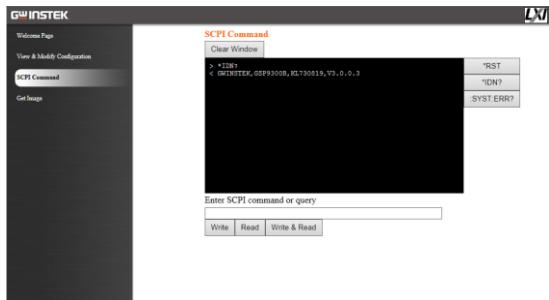 GWINSTEK
LXI
Welcome Page
View & Modify Configuration
SCPI Command
Get Image
SCPI Command
Clear Window
> *IDN?
< GWINSTEK,GSP9300B,KL730819,V3.0.0.3
*RST
*IDN?
:SYST:ERR?
Enter SCPI command or query
Write Read Write & Read